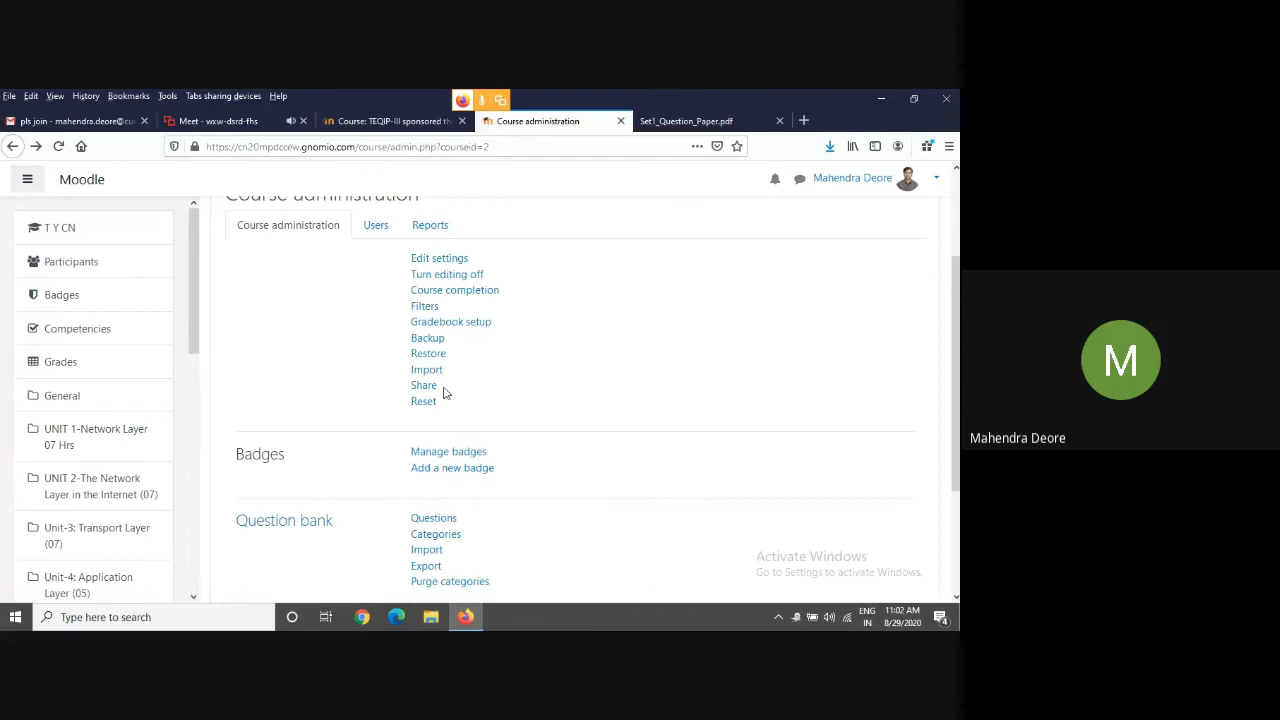 File Edit View History Bookmarks Tools Tabs sharing devices Help
pls join - mahendra.deore@cu
Meet - wxw-dsrd-fhs
Course: TEQIP-III sponsored th
Course administration
Set1_Question_Paper.pdf
https://cn20mpdccew.gnomio.com/course/admin.php?courseid=2
Moodle
Mahendra Deore
Course administration
Course administration Users Reports
T Y CN
Participants
Badges
Competencies
Grades
General
UNIT 1-Network Layer
07 Hrs
UNIT 2-The Network
Layer in the Internet (07)
Unit-3: Transport Layer
(07)
Unit-4: Application
Layer (05)
Edit settings
Turn editing off
Course completion
Filters
Gradebook setup
Backup
Restore
Import
Share
Reset
Badges
Manage badges
Add a new badge
Question bank
Questions
Categories
Import
Export
Purge categories
Activate Windows
Go to Settings to activate Windows.
Type here to search
ENG
IN
11:02 AM
8/29/2020
4
M
Mahendra Deore